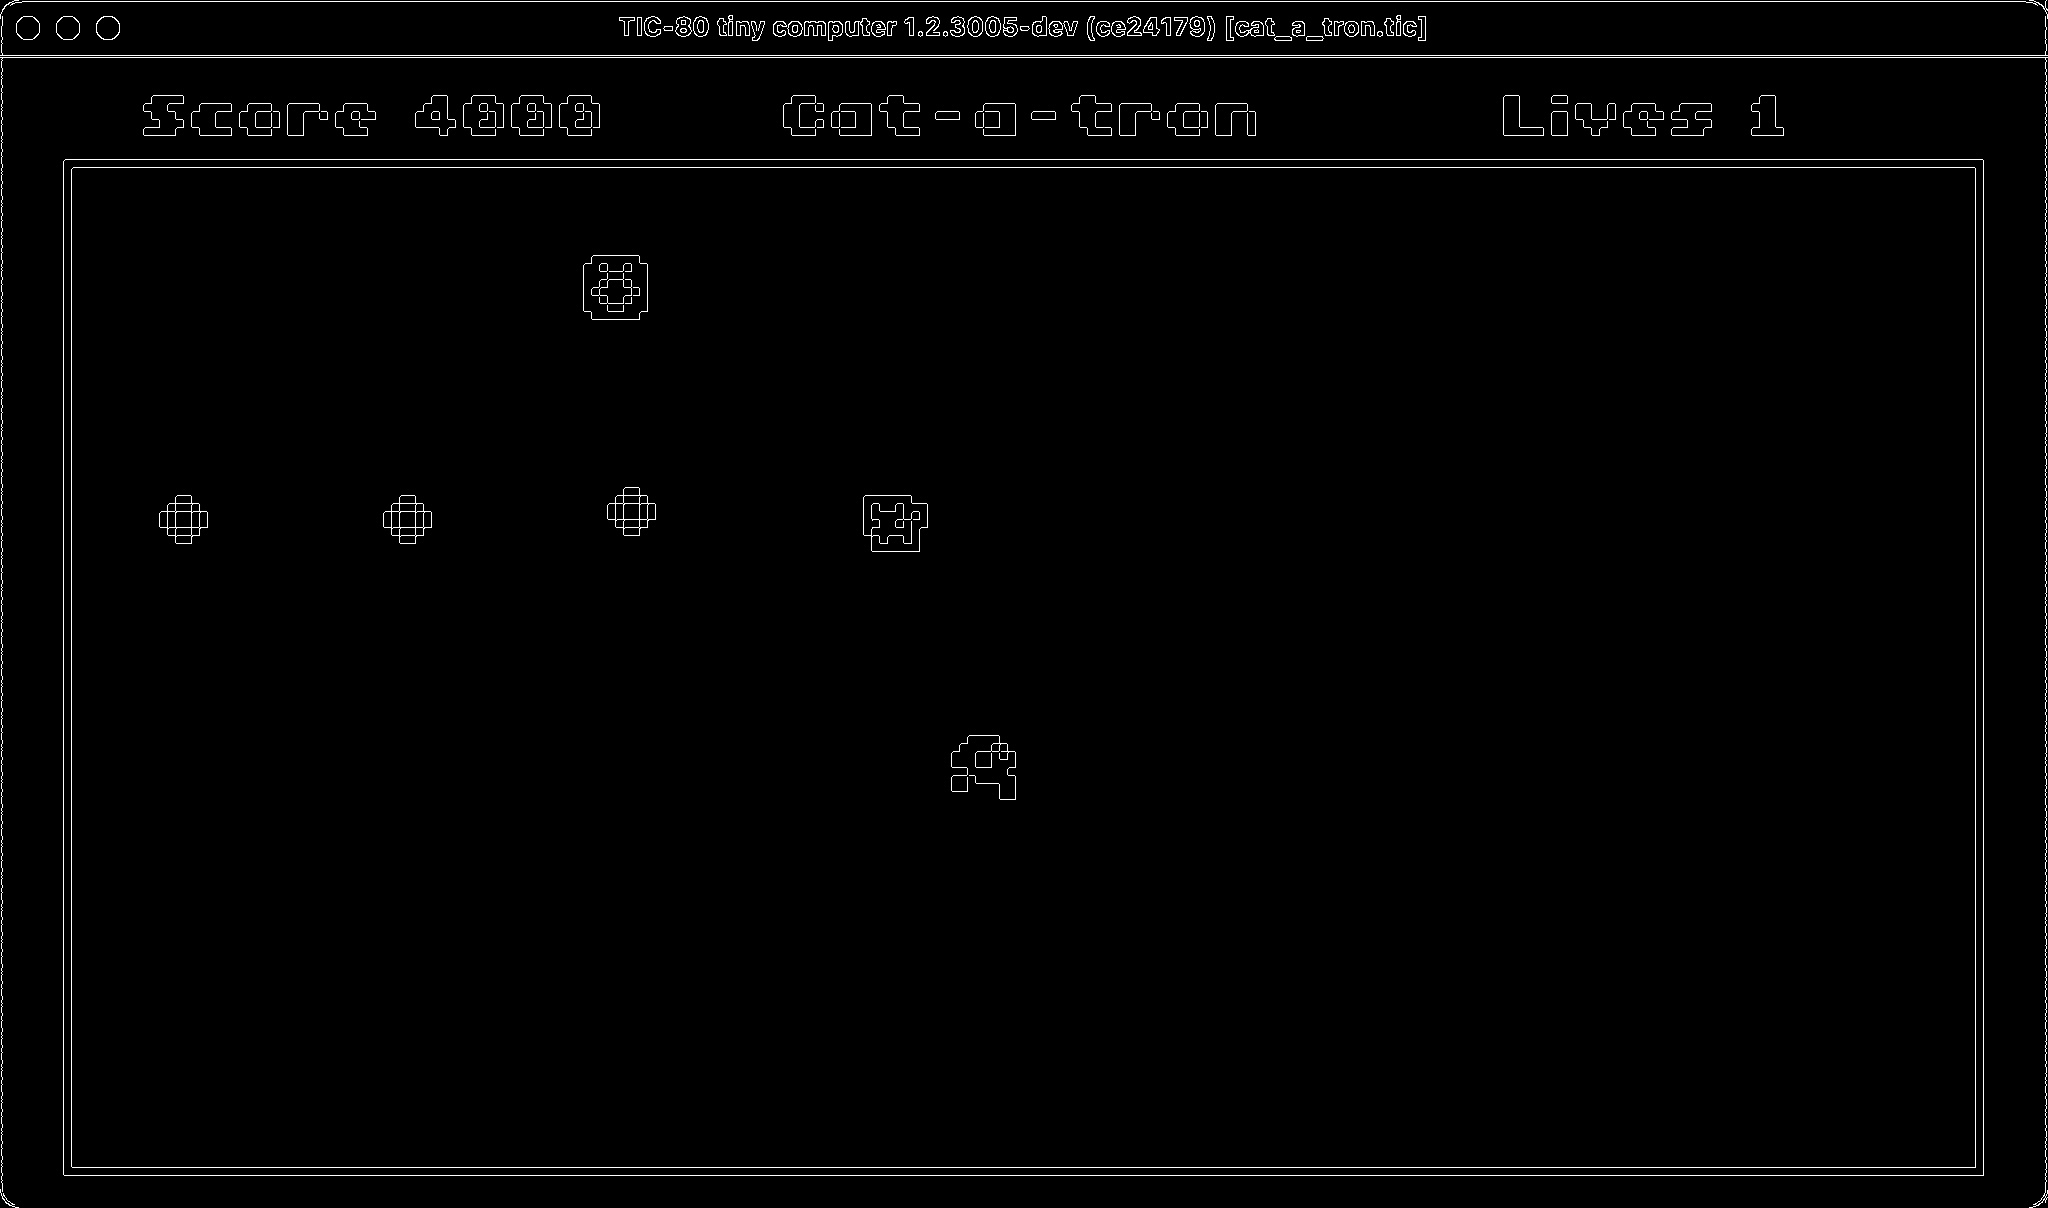 TIC-80 tiny computer 1.2.3005-dev (ce24179) [cat_a_tron.tic]
Score 4000 Cat-a-tron Lives 1